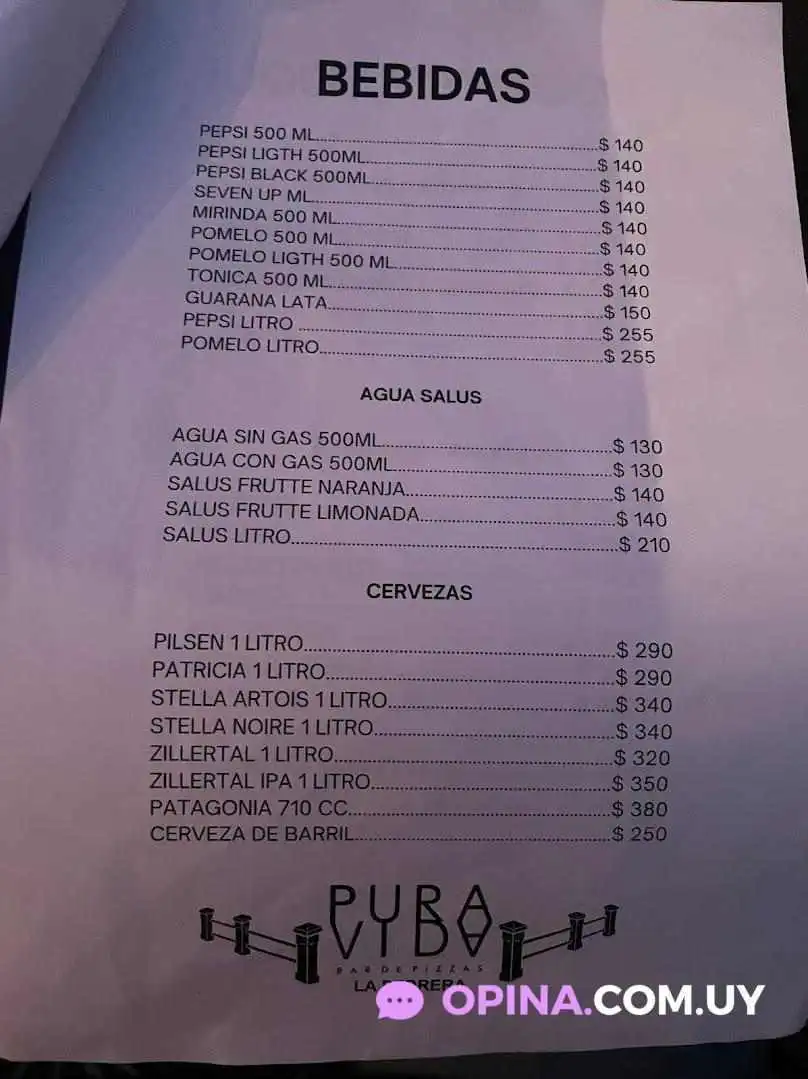 BEBIDAS
PEPSI 500 ML.....$ 140
PEPSI LIGTH 500ML.....$ 140
PEPSI BLACK 500ML.....$ 140
SEVEN UP ML.....$ 140
MIRINDA 500 ML.....$ 140
POMELO 500 ML.....$ 140
POMELO LIGTH 500 ML.....$ 140
TONICA 500 ML.....$ 140
GUARANA LATA.....$ 150
PEPSI LITRO .....$ 255
POMELO LITRO.....$ 255
AGUA SALUS
AGUA SIN GAS 500ML.....$ 130
AGUA CON GAS 500ML.....$ 130
SALUS FRUTTE NARANJA.....$ 140
SALUS FRUTTE LIMONADA.....$ 140
SALUS LITRO.....$ 210
CERVEZAS
PILSEN 1 LITRO.....$ 290
PATRICIA 1 LITRO.....$ 290
STELLA ARTOIS 1 LITRO.....$ 340
STELLA NOIRE 1 LITRO.....$ 340
ZILLERTAL 1 LITRO.....$ 320
ZILLERTAL IPA 1 LITRO.....$ 350
PATAGONIA 710 CC.....$ 380
CERVEZA DE BARRIL.....$ 250
PURA
VIDA
BAR DE PIZZAS
LA
OPINA.COM.UY